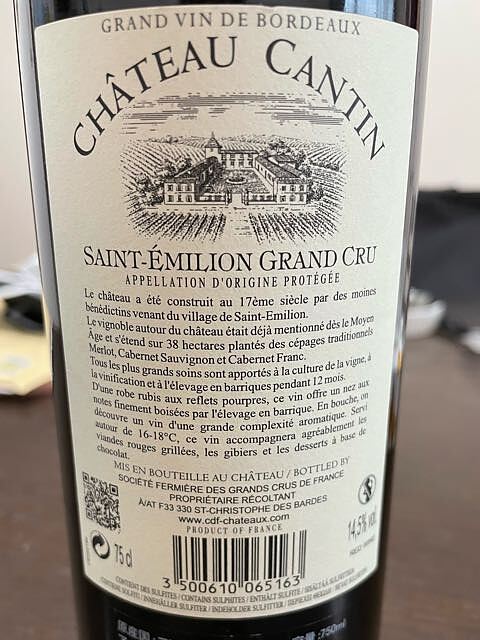 GRAND VIN DE BORDEAUX
CHÂTEAU CANTIN
SAINT-ÉMILION GRAND CRU
APPELLATION D'ORIGINE PROTÉGÉE
Le château a été construit au 17ème siècle par des moines
bénédictins venant du village de Saint-Emilion.
Le vignoble autour du château était déjà mentionné dès le Moyen
Âge et s'étend sur 38 hectares plantés des cépages traditionnels
Merlot, Cabernet Sauvignon et Cabernet Franc.
Tous les plus grands soins sont apportés à la culture de la vigne, à
la vinification et à l'élevage en barriques pendant 12 mois.
D'une robe rubis aux reflets pourpres, ce vin offre un nez aux
notes finement boisées par l'élevage en barrique. En bouche, on
découvre un vin d'une grande complexité aromatique. Servi
autour de 16-18°C, ce vin accompagnera agréablement les
viandes rouges grillées, les gibiers et les desserts à base de
chocolat.
MIS EN BOUTEILLE AU CHÂTEAU / BOTTLED BY
SOCIÉTÉ FERMIÈRE DES GRANDS CRUS DE FRANCE
PROPRIÉTAIRE RÉCOLTANT
À/AT F33 330 ST-CHRISTOPHE DES BARDES
www.cdf-chateaux.com
PRODUCT OF FRANCE
75 cl
14,5% vol.
3 500610 065163
CONTIENT DES SULFITES / CONTAINS SULPHITES / ENTHÄLT SULFITE /